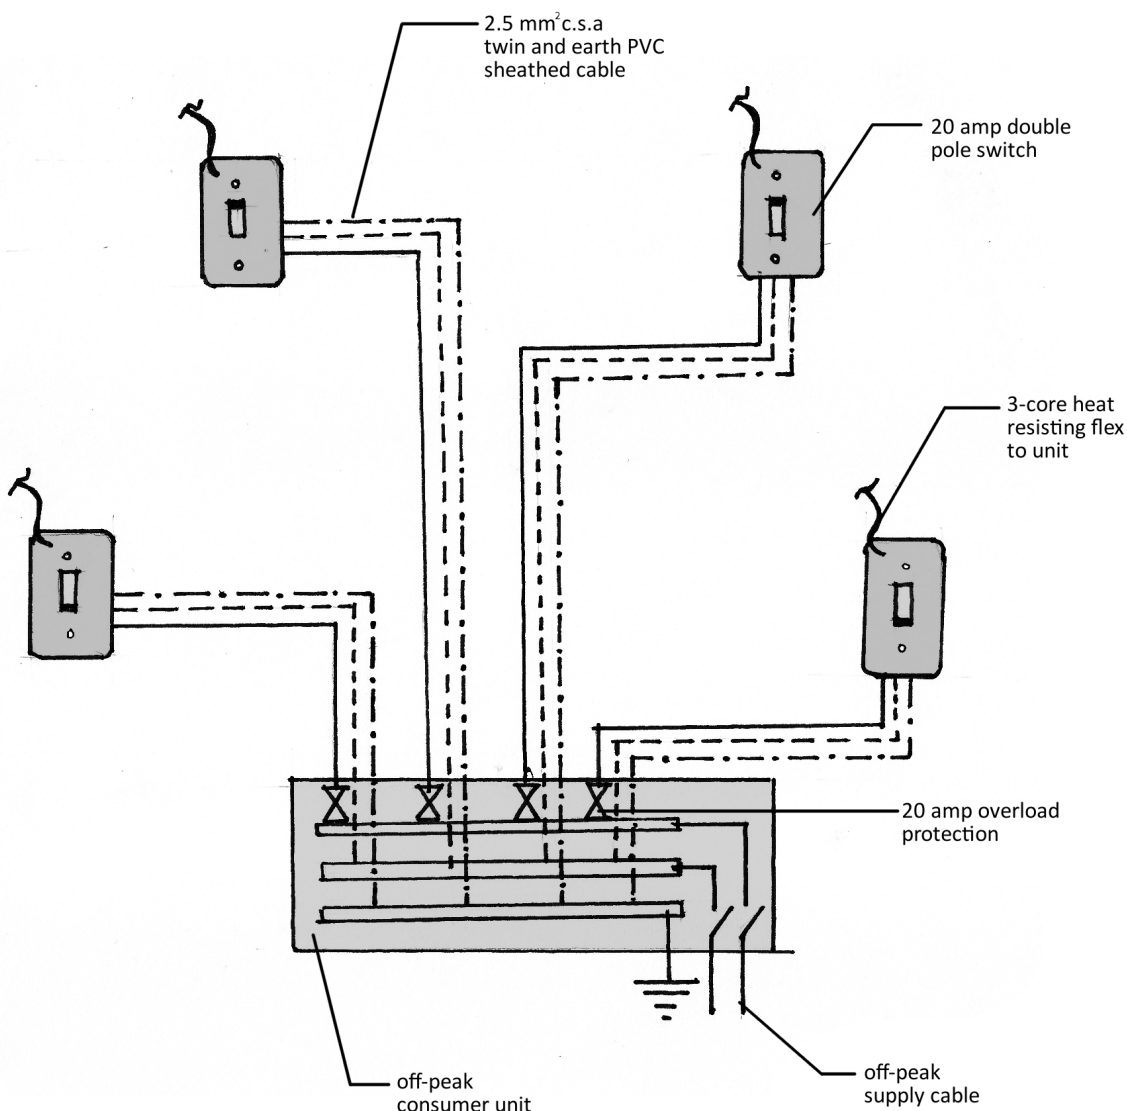 2.5 mm²c.s.a
twin and earth PVC
sheathed cable
20 amp double
pole switch
3-core heat
resisting flex
to unit
20 amp overload
protection
off-peak
consumer unit
off-peak
supply cable